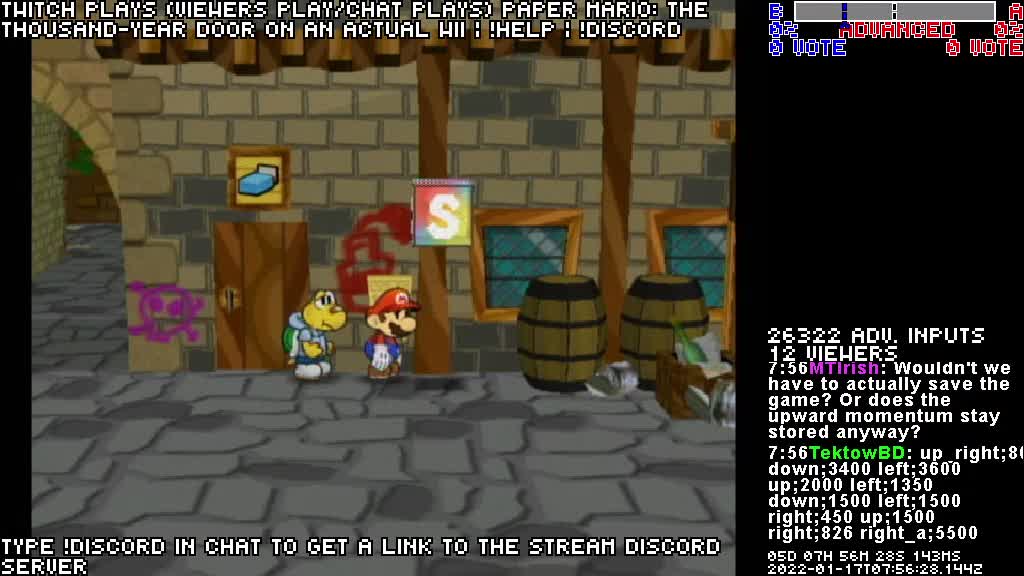 TWITCH PLAYS (VIEWERS PLAY/CHAT PLAYS) PAPER MARIO: THE
THOUSAND-YEAR DOOR ON AN ACTUAL WII | !HELP | !DISCORD
B A
0% ADVANCED 0%
0 VOTE 0 VOTE
S
M
26322 ADV. INPUTS
12 VIEWERS
7:56MTIrish: Wouldn't we
have to actually save the
game? Or does the
upward momentum stay
stored anyway?
7:56TektowBD: up_right;80
down;3400 left;3600
up;2000 left;1350
down;1500 left;1500
right;450 up;1500
right;826 right_a;5500
05D 07H 56M 28S 143MS
2022-01-17T07:56:28.144Z
TYPE !DISCORD IN CHAT TO GET A LINK TO THE STREAM DISCORD
SERVER